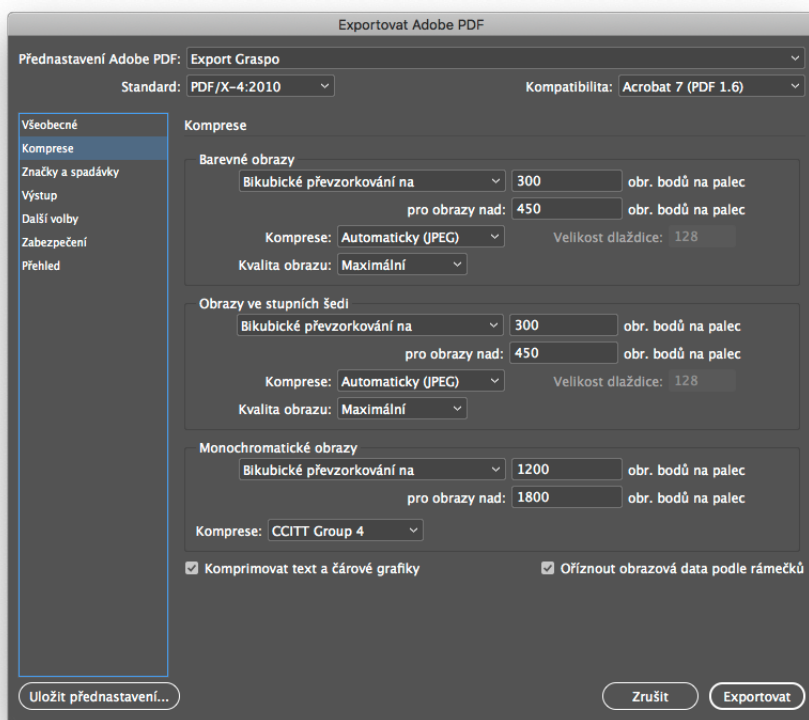 Exportovat Adobe PDF
Přednastavení Adobe PDF: Export Graspo
Standard: PDF/X-4:2010 Kompatibilita: Acrobat 7 (PDF 1.6)
Všeobecné
Komprese
Značky a spadávky
Výstup
Další volby
Zabezpečení
Přehled
Komprese
Barevné obrazy
Bikubické převzorkování na 300 obr. bodů na palec
pro obrazy nad: 450 obr. bodů na palec
Komprese: Automaticky (JPEG) Velikost dlaždice: 128
Kvalita obrazu: Maximální
Obrazy ve stupních šedi
Bikubické převzorkování na 300 obr. bodů na palec
pro obrazy nad: 450 obr. bodů na palec
Komprese: Automaticky (JPEG) Velikost dlaždice: 128
Kvalita obrazu: Maximální
Monochromatické obrazy
Bikubické převzorkování na 1200 obr. bodů na palec
pro obrazy nad: 1800 obr. bodů na palec
Komprese: CCITT Group 4
Komprimovat text a čárové grafiky Oříznout obrazová data podle rámečků
Uložit přednastavení... Zrušit Exportovat